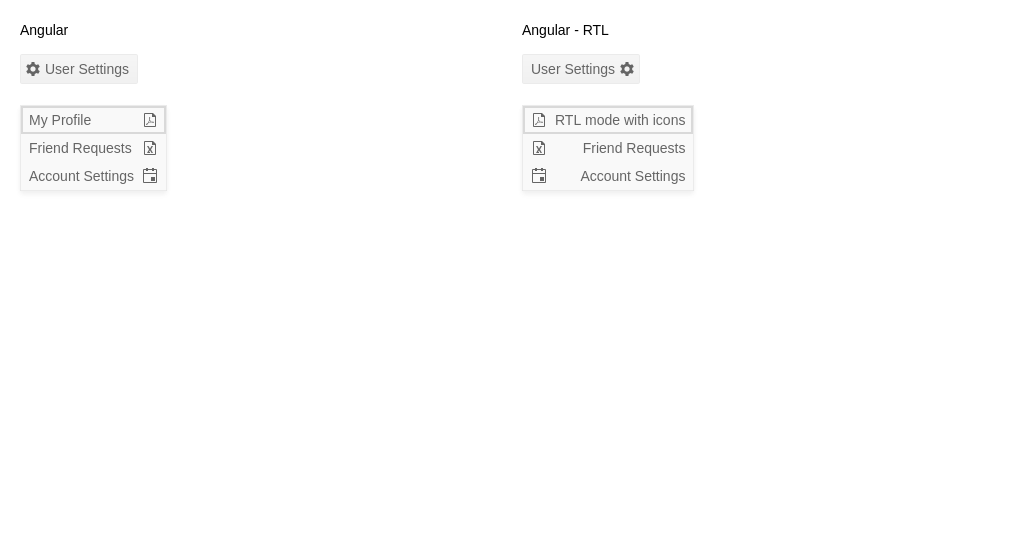 Angular
User Settings
My Profile
Friend Requests
Account Settings
Angular - RTL
User Settings
RTL mode with icons
Friend Requests
Account Settings